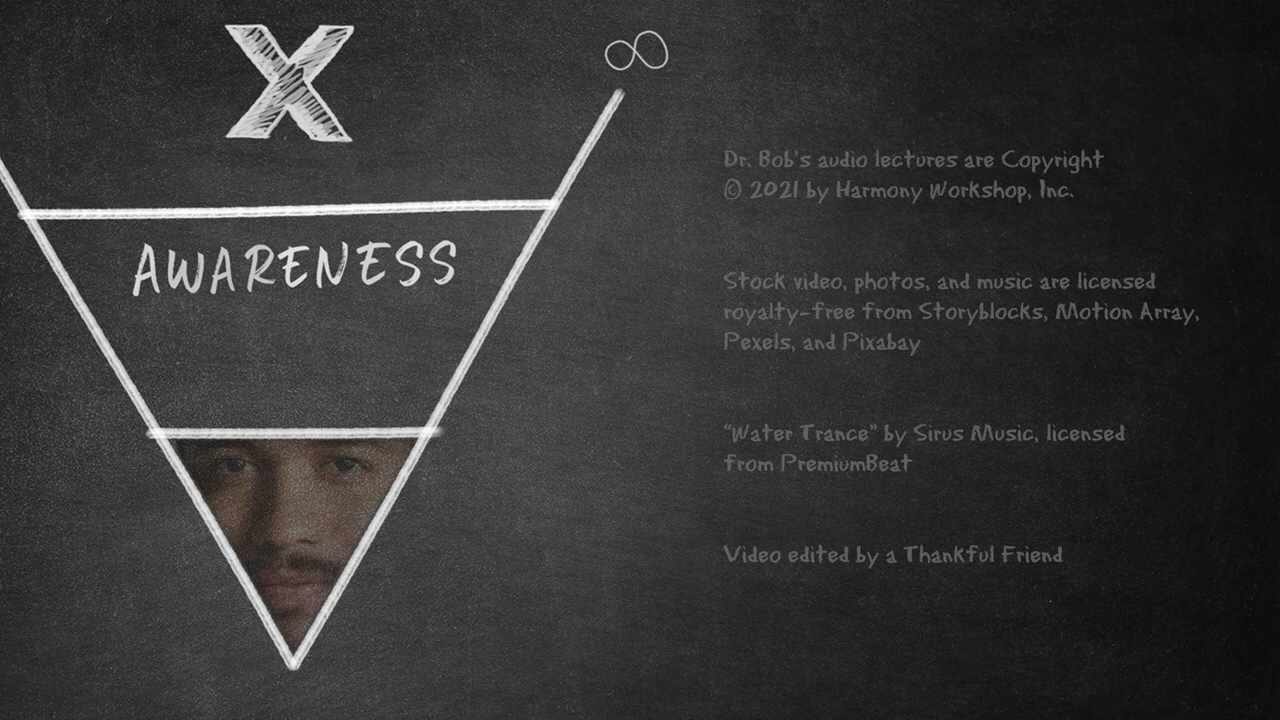 X
∞
AWARENESS
Dr. Bob's audio lectures are Copyright
© 2021 by Harmony Workshop, Inc.
Stock video, photos, and music are licensed
royalty-free from Storyblocks, Motion Array,
Pexels, and Pixabay
"Water Trance" by Sirus Music, licensed
from PremiumBeat
Video edited by a Thankful Friend